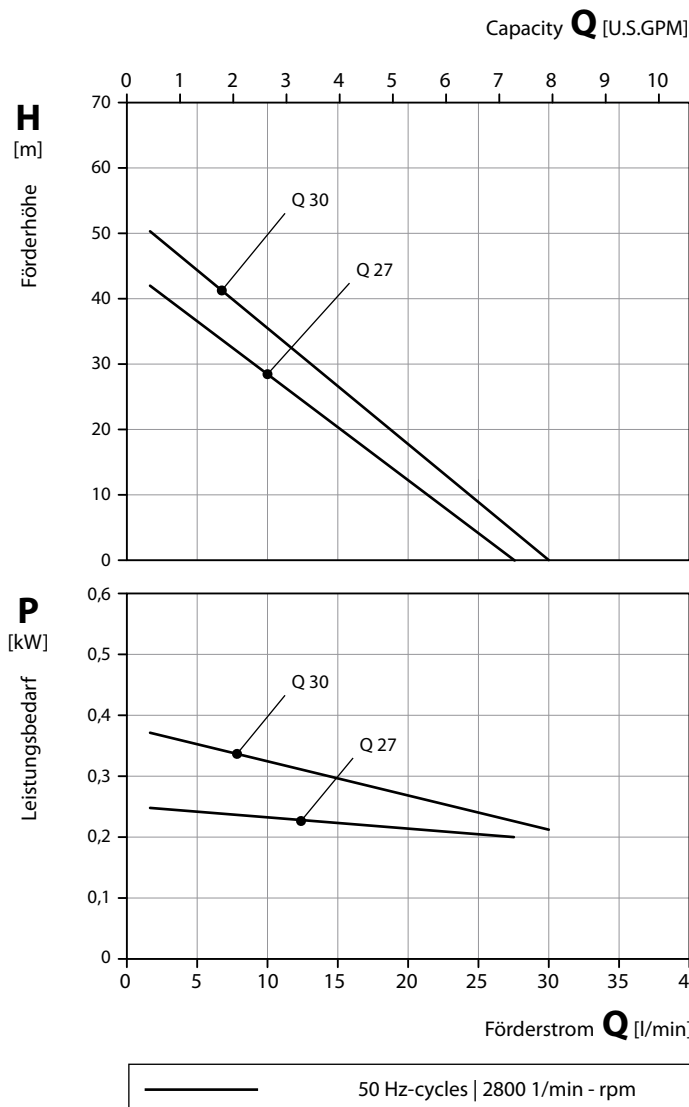 Capacity Q [U.S.GPM]
0 1 2 3 4 5 6 7 8 9 10
H
[m]
Förderhöhe
70
60
50
40
30
20
10
0
Q 30
Q 27
P
[kW]
Leistungsbedarf
0,6
0,5
0,4
0,3
0,2
0,1
0
Q 30
Q 27
0 5 10 15 20 25 30 35 4
Förderstrom Q [l/min]
50 Hz-cycles | 2800 1/min - rpm